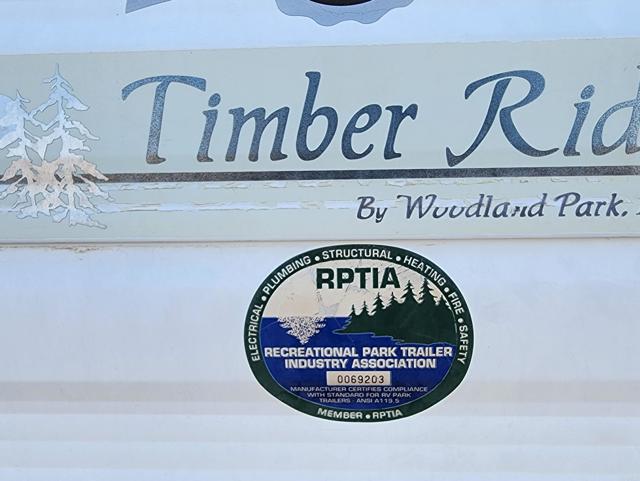 Timber Rid
By Woodland Park,
ELECTRICAL • PLUMBING • STRUCTURAL • HEATING • FIRE • SAFETY
RPTIA
RECREATIONAL PARK TRAILER
INDUSTRY ASSOCIATION
0069203
MANUFACTURER CERTIFIES COMPLIANCE
WITH STANDARD FOR RV PARK
TRAILERS - ANSI A119.5
MEMBER • RPTIA